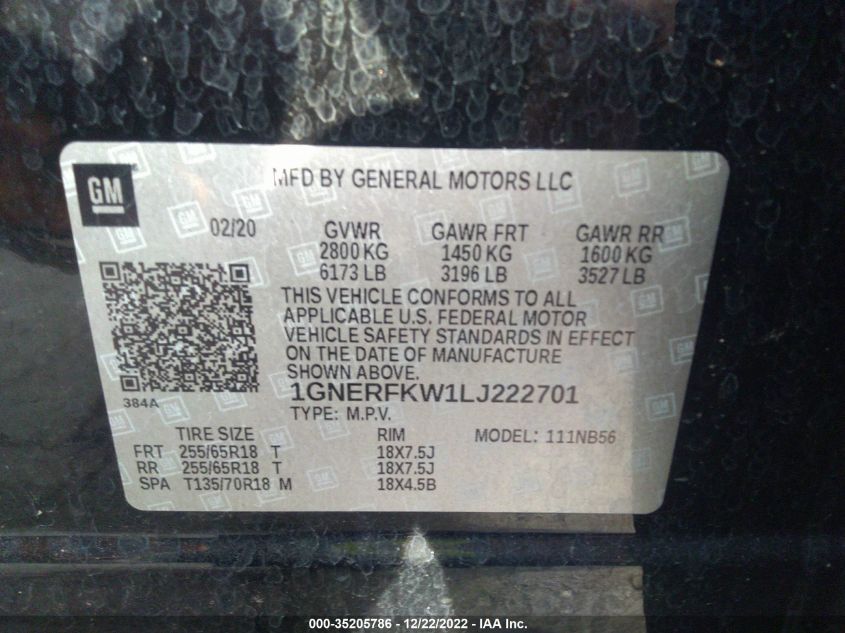 GM
MFD BY GENERAL MOTORS LLC
02/20 GVWR GAWR FRT GAWR RR
2800 KG 1450 KG 1600 KG
6173 LB 3196 LB 3527 LB
THIS VEHICLE CONFORMS TO ALL
APPLICABLE U.S. FEDERAL MOTOR
VEHICLE SAFETY STANDARDS IN EFFECT
ON THE DATE OF MANUFACTURE
SHOWN ABOVE.
384A
1GNERFKW1LJ222701
TYPE: M.P.V.
TIRE SIZE RIM MODEL: 111NB56
FRT 255/65R18 T 18X7.5J
RR 255/65R18 T 18X7.5J
SPA T135/70R18 M 18X4.5B
000-35205786 - 12/22/2022 - IAA Inc.